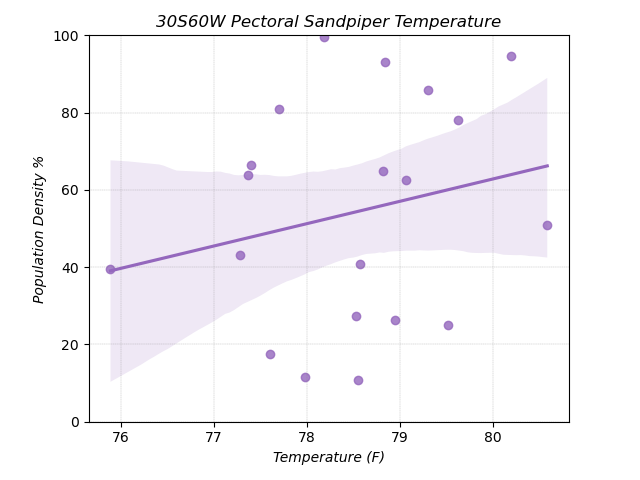 30S60W Pectoral Sandpiper Temperature
Population Density %
100
80
60
40
20
0
76 77 78 79 80
Temperature (F)